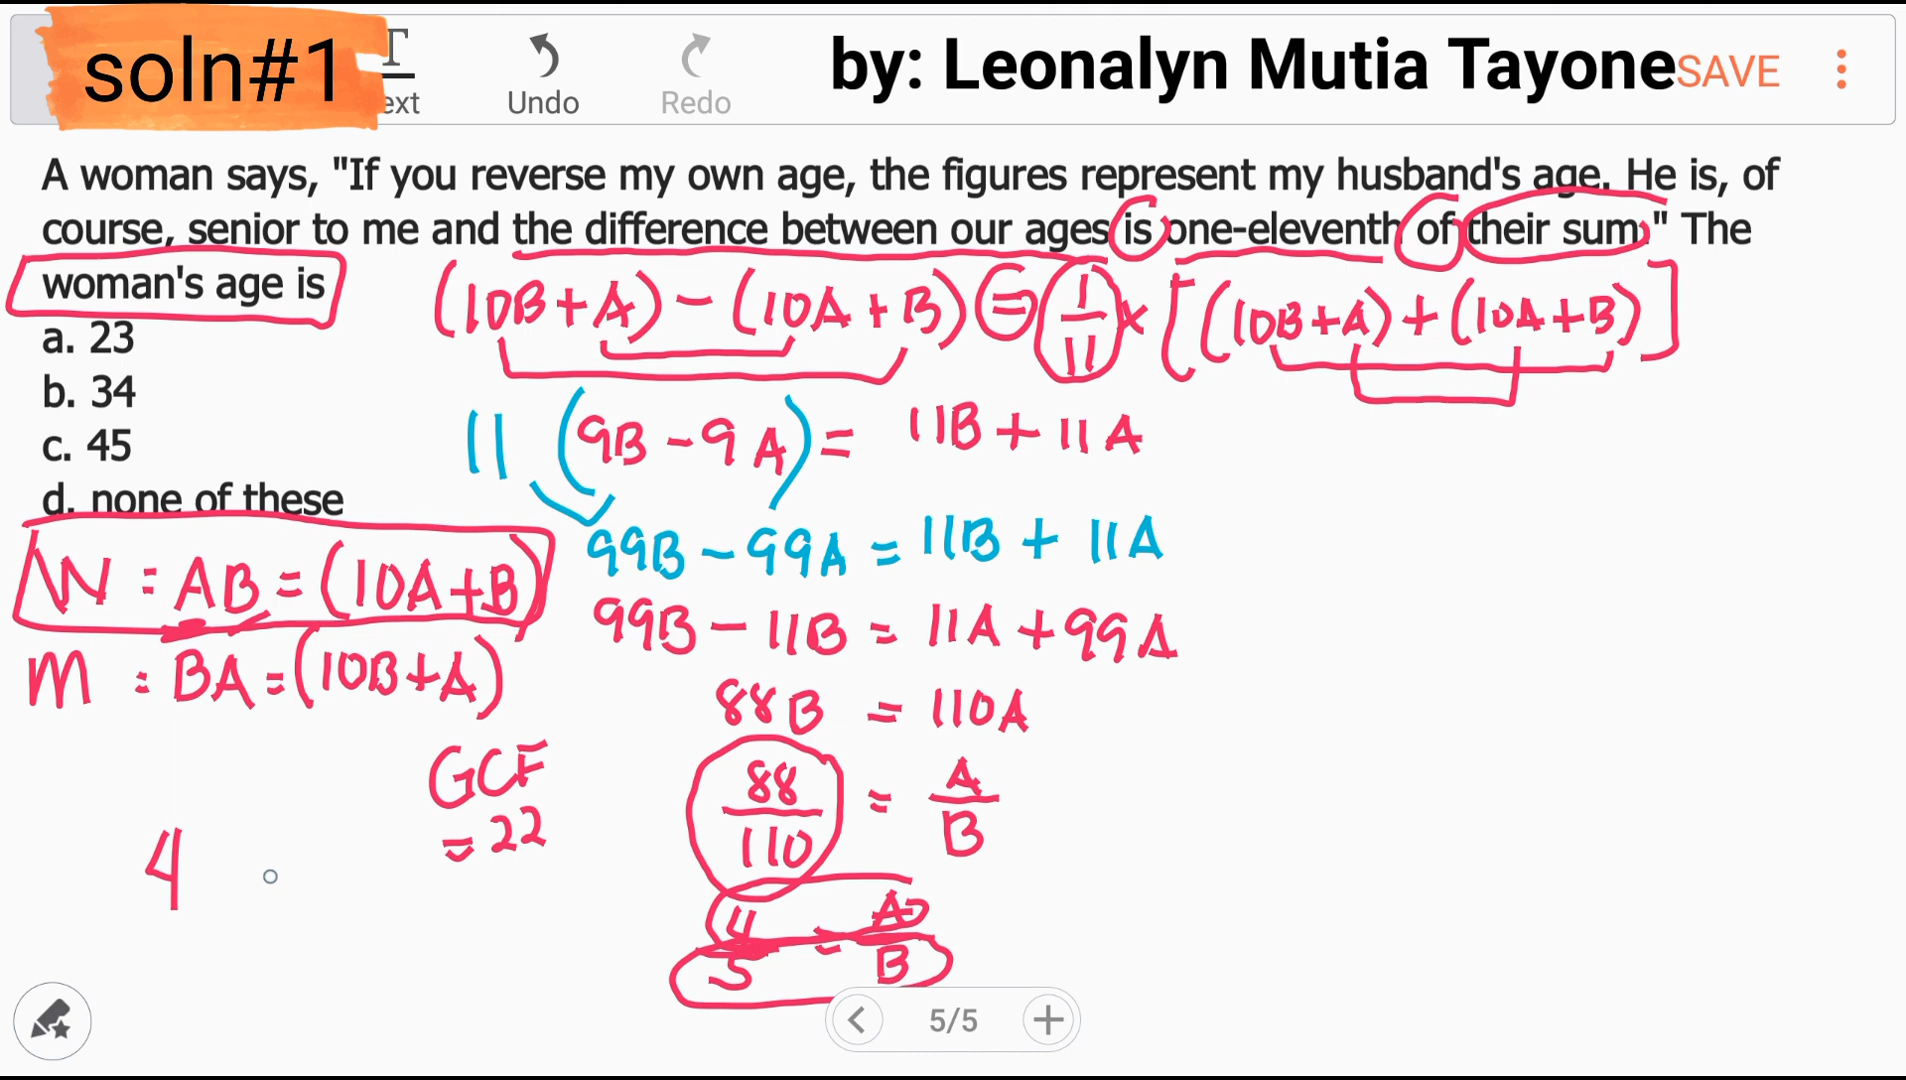 soln#1
ext
Undo
Redo
by: Leonalyn Mutia Tayone
SAVE
A woman says, "If you reverse my own age, the figures represent my husband's age. He is, of
course, senior to me and the difference between our ages is one-eleventh of their sum." The
woman's age is
a. 23
b. 34
c. 45
d. none of these
(10B+A) - (10A+B) = 1/11 × [(10B+A) + (10A+B)]
11 (9B - 9A) = 11B + 11A
99B - 99A = 11B + 11A
99B - 11B = 11A + 99A
88B = 110A
88/110 = A/B
4/5 = A/B
W = AB = (10A+B)
M = BA = (10B+A)
GCF
= 22
4
5/5